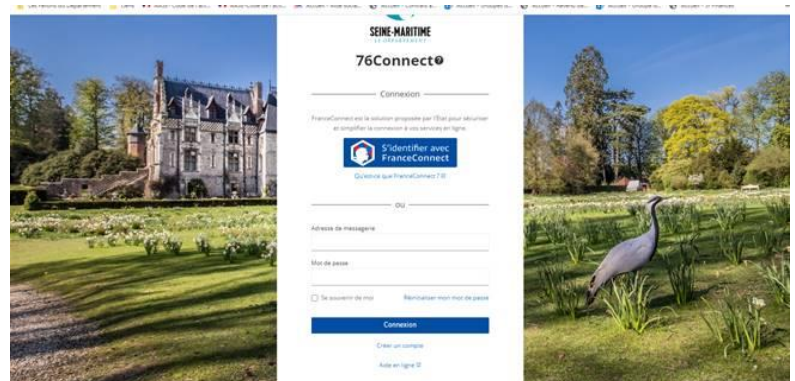 SEINE-MARITIME
LE DÉPARTEMENT
76Connect
Connexion
FranceConnect est la solution proposée par l'État pour sécuriser
et simplifier la connexion à vos services en ligne.
S'identifier avec
FranceConnect
Qu'est-ce que FranceConnect ?
ou
Adresse de messagerie
Mot de passe
Se souvenir de moi
Réinitialiser mon mot de passe
Connexion
Créer un compte
Aide en ligne